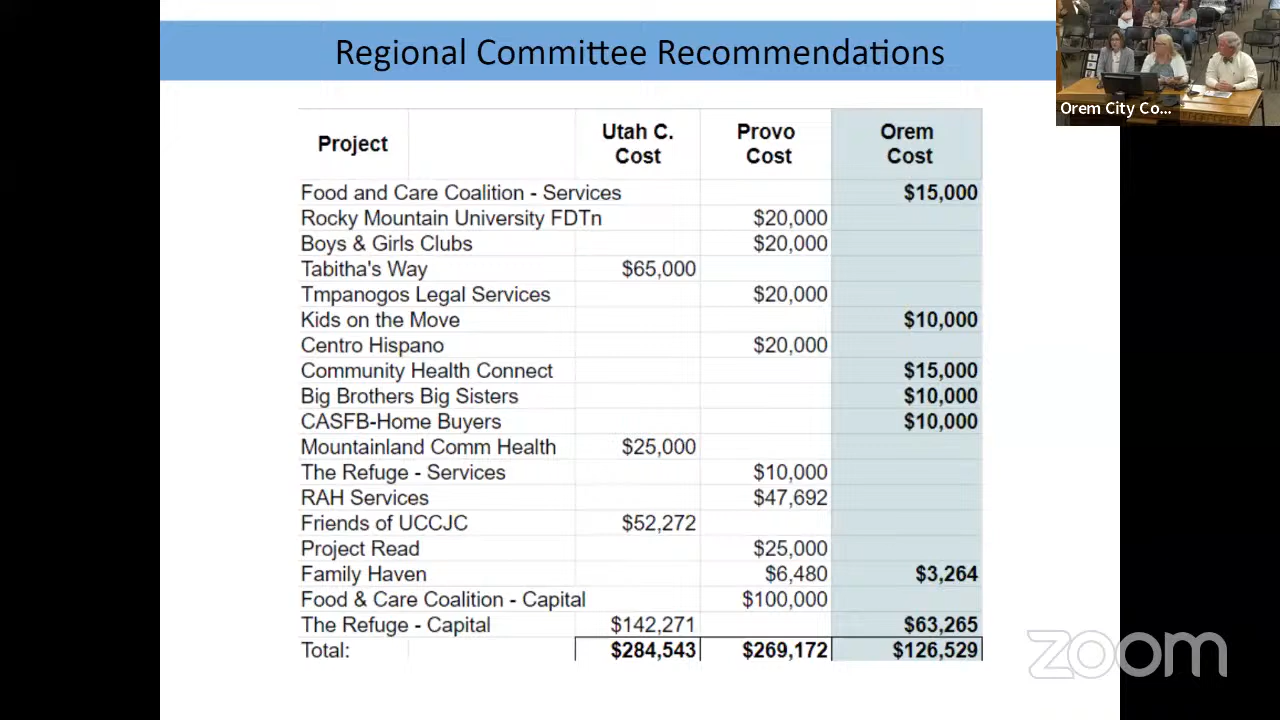 Regional Committee Recommendations
Orem City Co...
Project Utah C. Cost Provo Cost Orem Cost
Food and Care Coalition - Services $15,000
Rocky Mountain University FDTn $20,000
Boys & Girls Clubs $20,000
Tabitha's Way $65,000
Tmpanogos Legal Services $20,000
Kids on the Move $10,000
Centro Hispano $20,000
Community Health Connect $15,000
Big Brothers Big Sisters $10,000
CASFB-Home Buyers $10,000
Mountainland Comm Health $25,000
The Refuge - Services $10,000
RAH Services $47,692
Friends of UCCJC $52,272
Project Read $25,000
Family Haven $6,480 $3,264
Food & Care Coalition - Capital $100,000
The Refuge - Capital $142,271 $63,265
Total: $284,543 $269,172 $126,529
zoom